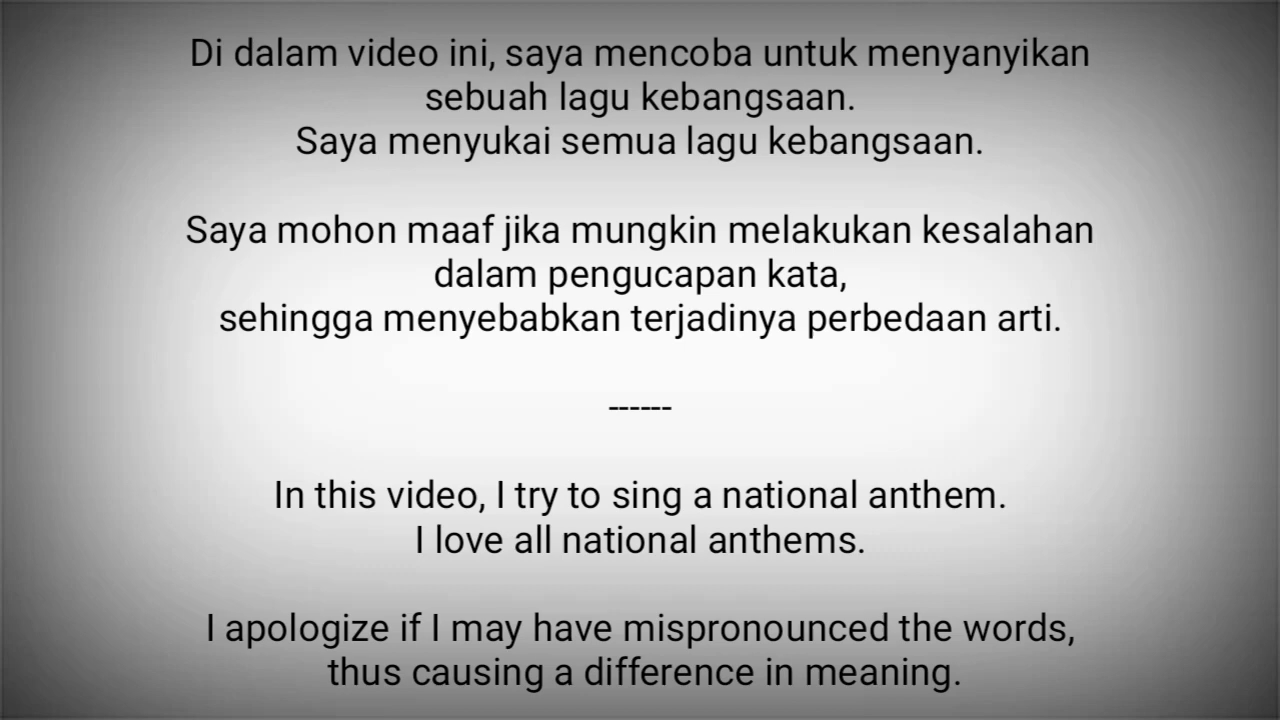 Di dalam video ini, saya mencoba untuk menyanyikan
sebuah lagu kebangsaan.
Saya menyukai semua lagu kebangsaan.
Saya mohon maaf jika mungkin melakukan kesalahan
dalam pengucapan kata,
sehingga menyebabkan terjadinya perbedaan arti.
------
In this video, I try to sing a national anthem.
I love all national anthems.
I apologize if I may have mispronounced the words,
thus causing a difference in meaning.